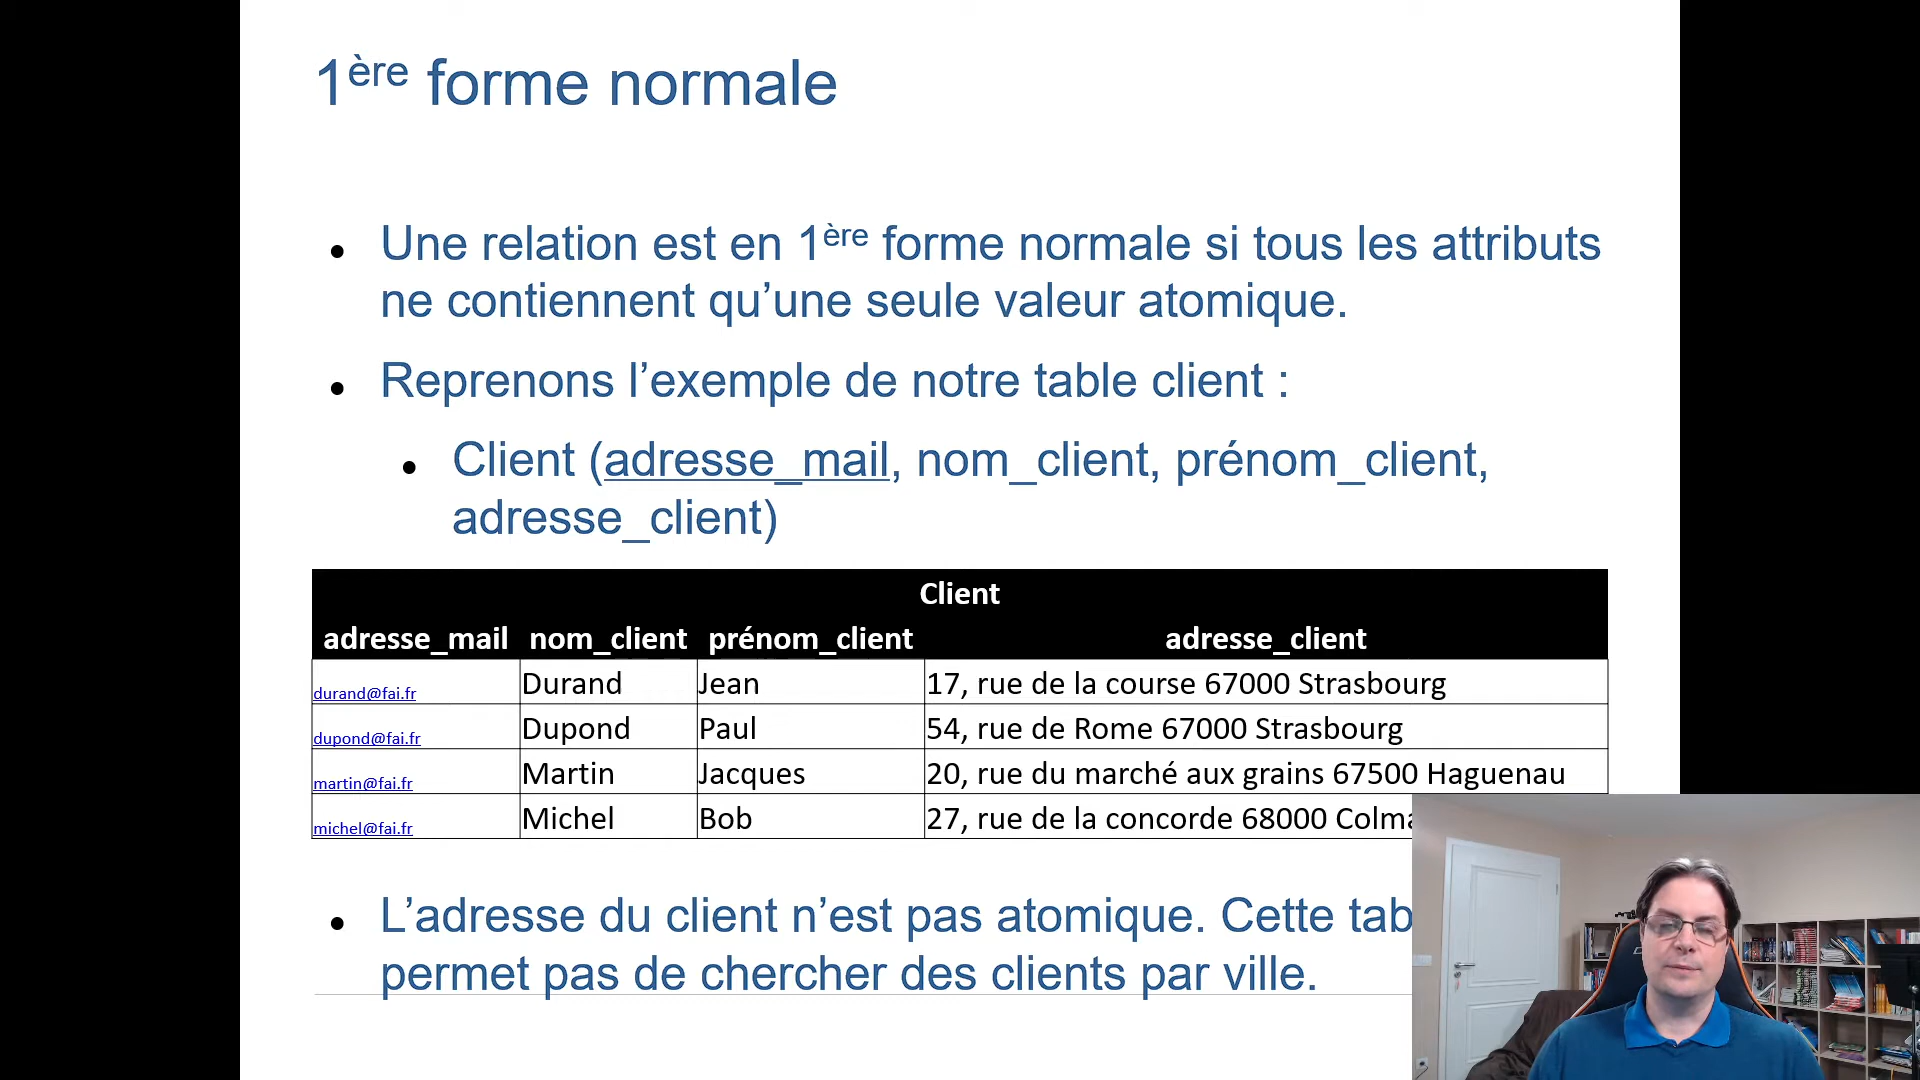 1ère forme normale
Une relation est en 1ère forme normale si tous les attributs
ne contiennent qu’une seule valeur atomique.
Reprenons l’exemple de notre table client :
Client (adresse_mail, nom_client, prénom_client,
adresse_client)
Client
adresse_mail nom_client prénom_client adresse_client
durand@fai.fr Durand Jean 17, rue de la course 67000 Strasbourg
dupond@fai.fr Dupond Paul 54, rue de Rome 67000 Strasbourg
martin@fai.fr Martin Jacques 20, rue du marché aux grains 67500 Haguenau
michel@fai.fr Michel Bob 27, rue de la concorde 68000
L’adresse du client n’est pas atomique. Cette
permet pas de chercher des clients par ville.